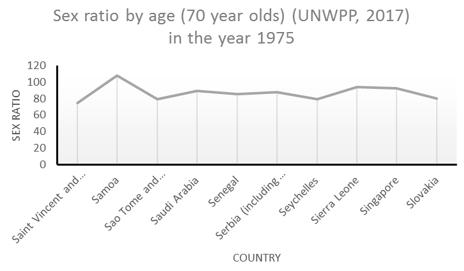 Sex ratio by age (70 year olds) (UNWPP, 2017)
in the year 1975
SEX RATIO
120
100
80
60
40
20
0
Saint Vincent and…
Samoa
Sao Tome and…
Saudi Arabia
Senegal
Serbia (including…
Seychelles
Sierra Leone
Singapore
Slovakia
COUNTRY